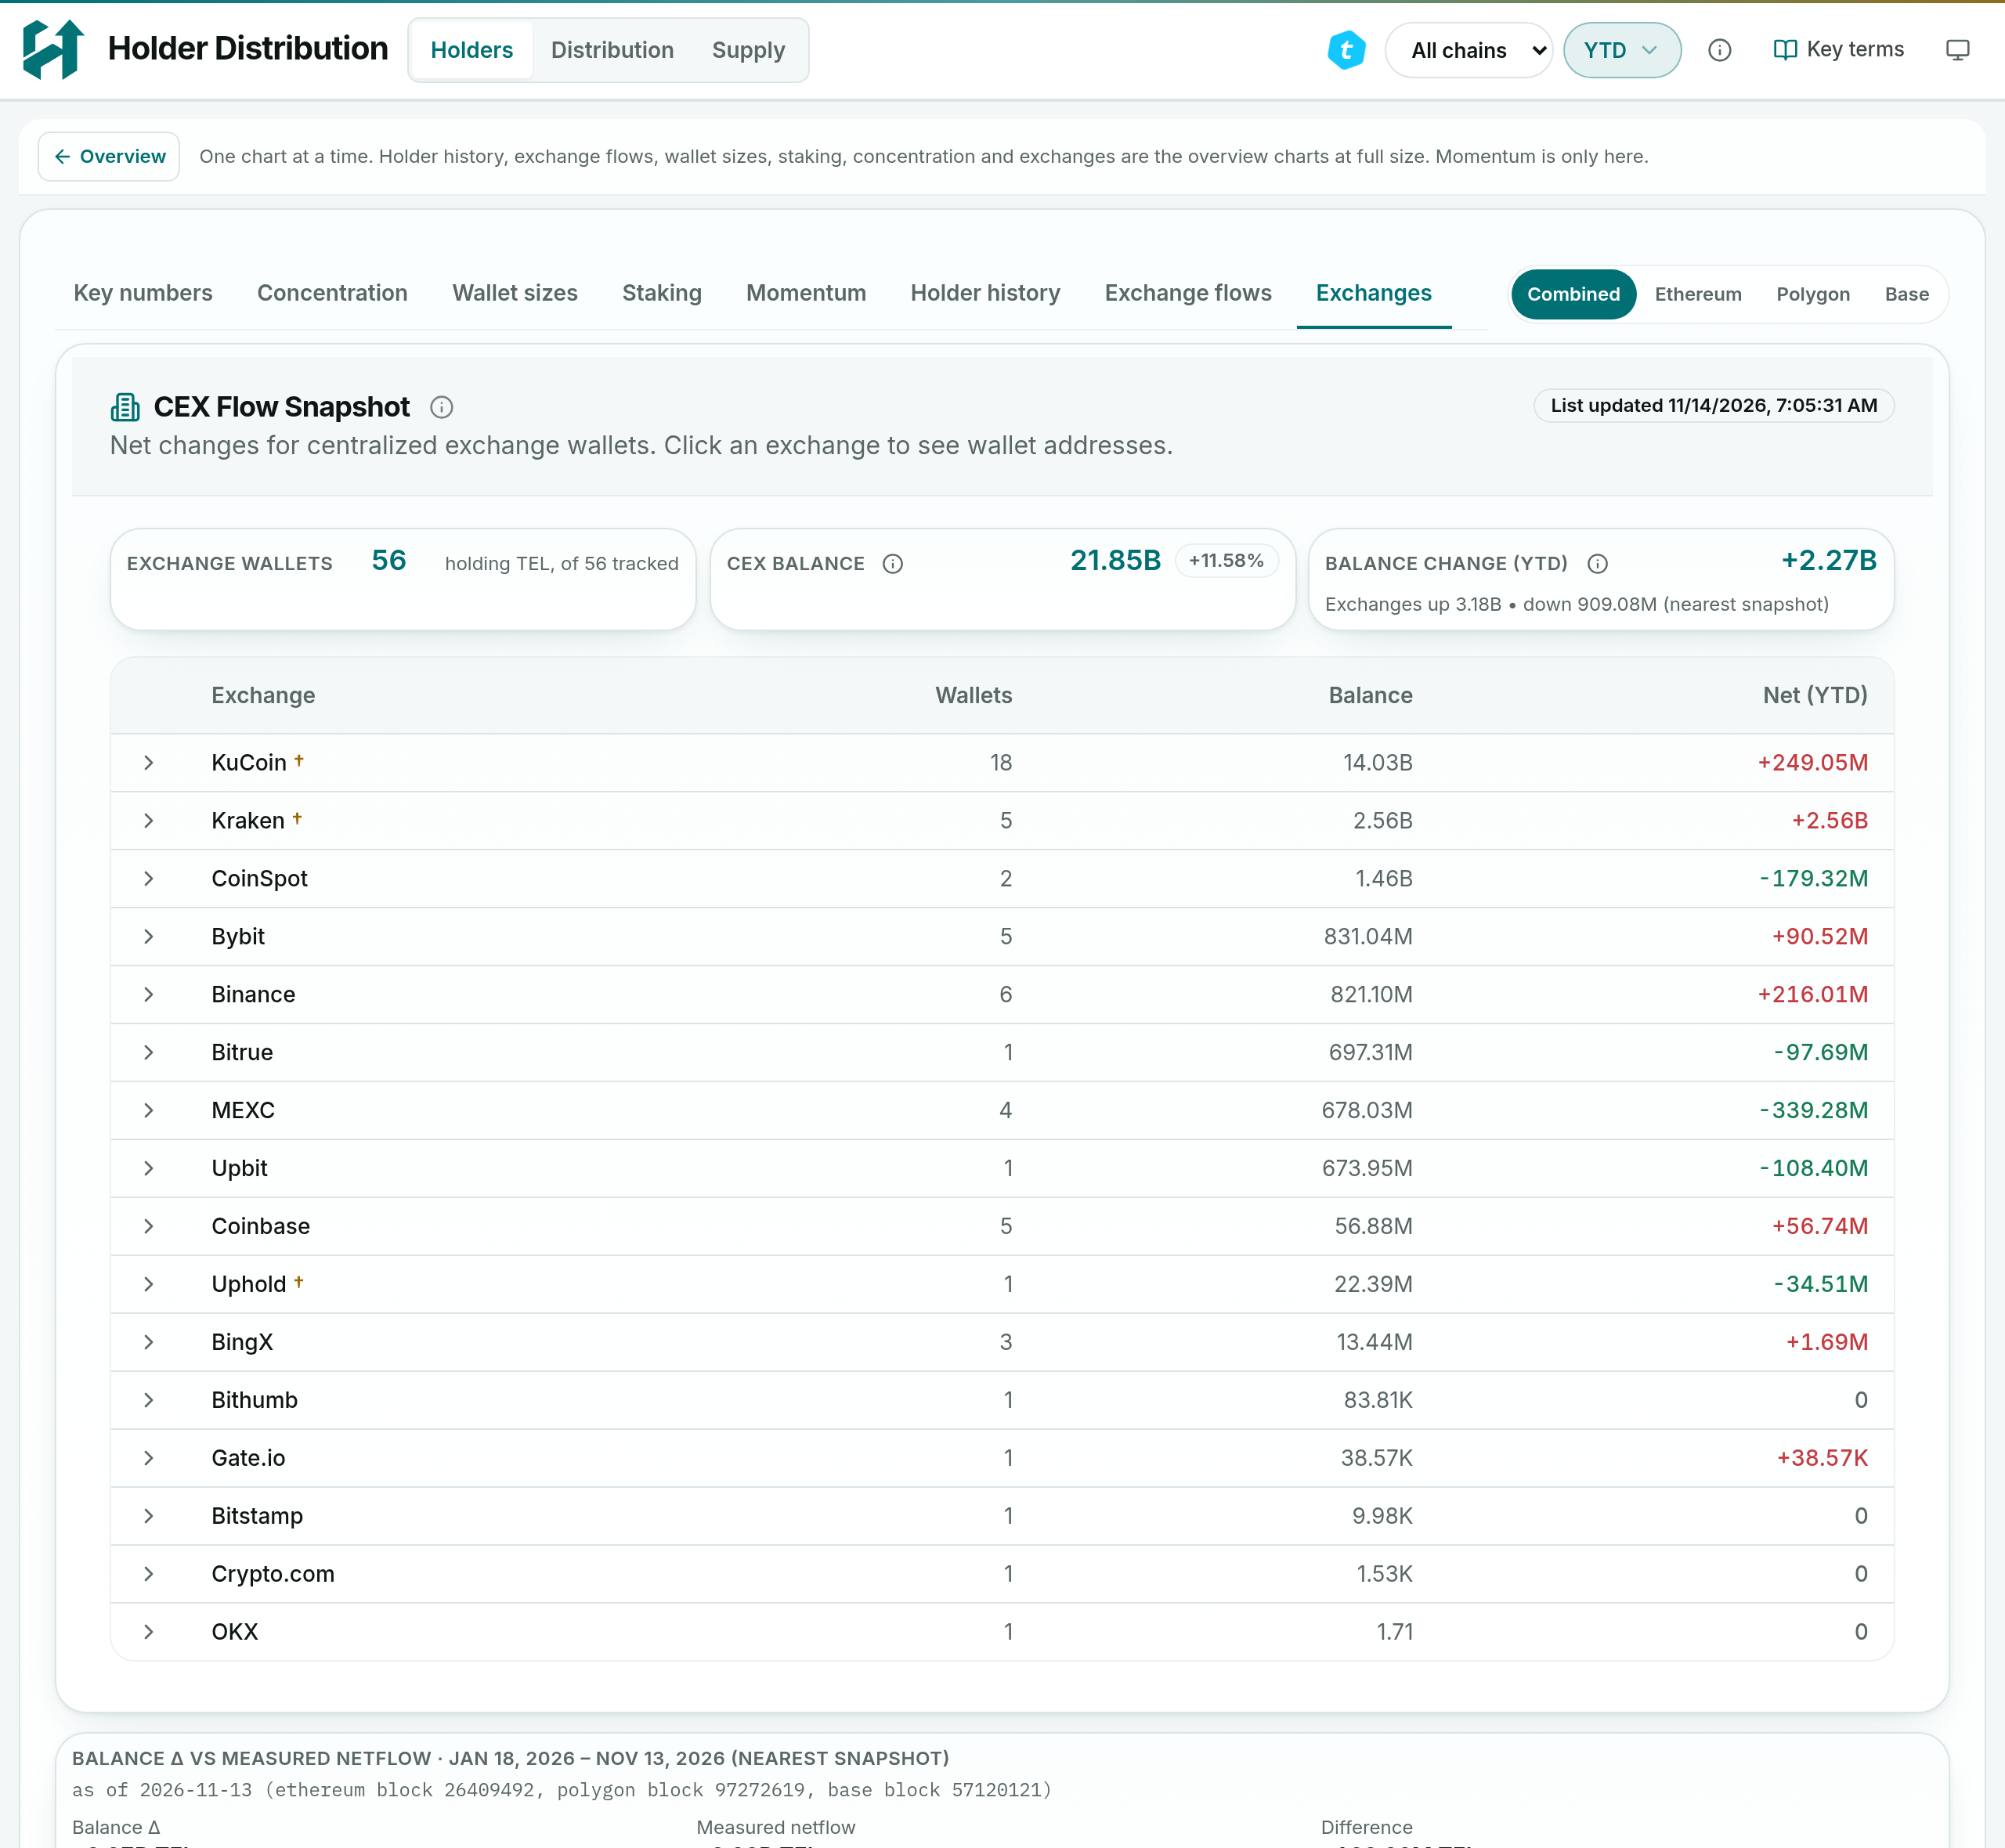 Holder Distribution
Holders Distribution Supply
All chains
YTD
Key terms
Overview
One chart at a time. Holder history, exchange flows, wallet sizes, staking, concentration and exchanges are the overview charts at full size. Momentum is only here.
Key numbers Concentration Wallet sizes Staking Momentum Holder history Exchange flows Exchanges
Combined Ethereum Polygon Base
CEX Flow Snapshot
List updated 11/14/2026, 7:05:31 AM
Net changes for centralized exchange wallets. Click an exchange to see wallet addresses.
EXCHANGE WALLETS 56 holding TEL, of 56 tracked
CEX BALANCE 21.85B +11.58%
BALANCE CHANGE (YTD) +2.27B
Exchanges up 3.18B • down 909.08M (nearest snapshot)
Exchange Wallets Balance Net (YTD)
KuCoin † 18 14.03B +249.05M
Kraken † 5 2.56B +2.56B
CoinSpot 2 1.46B -179.32M
Bybit 5 831.04M +90.52M
Binance 6 821.10M +216.01M
Bitrue 1 697.31M -97.69M
MEXC 4 678.03M -339.28M
Upbit 1 673.95M -108.40M
Coinbase 5 56.88M +56.74M
Uphold † 1 22.39M -34.51M
BingX 3 13.44M +1.69M
Bithumb 1 83.81K 0
Gate.io 1 38.57K +38.57K
Bitstamp 1 9.98K 0
Crypto.com 1 1.53K 0
OKX 1 1.71 0
BALANCE Δ VS MEASURED NETFLOW · JAN 18, 2026 – NOV 13, 2026 (NEAREST SNAPSHOT)
as of 2026-11-13 (ethereum block 26409492, polygon block 97272619, base block 57120121)
Balance Δ Measured netflow Difference